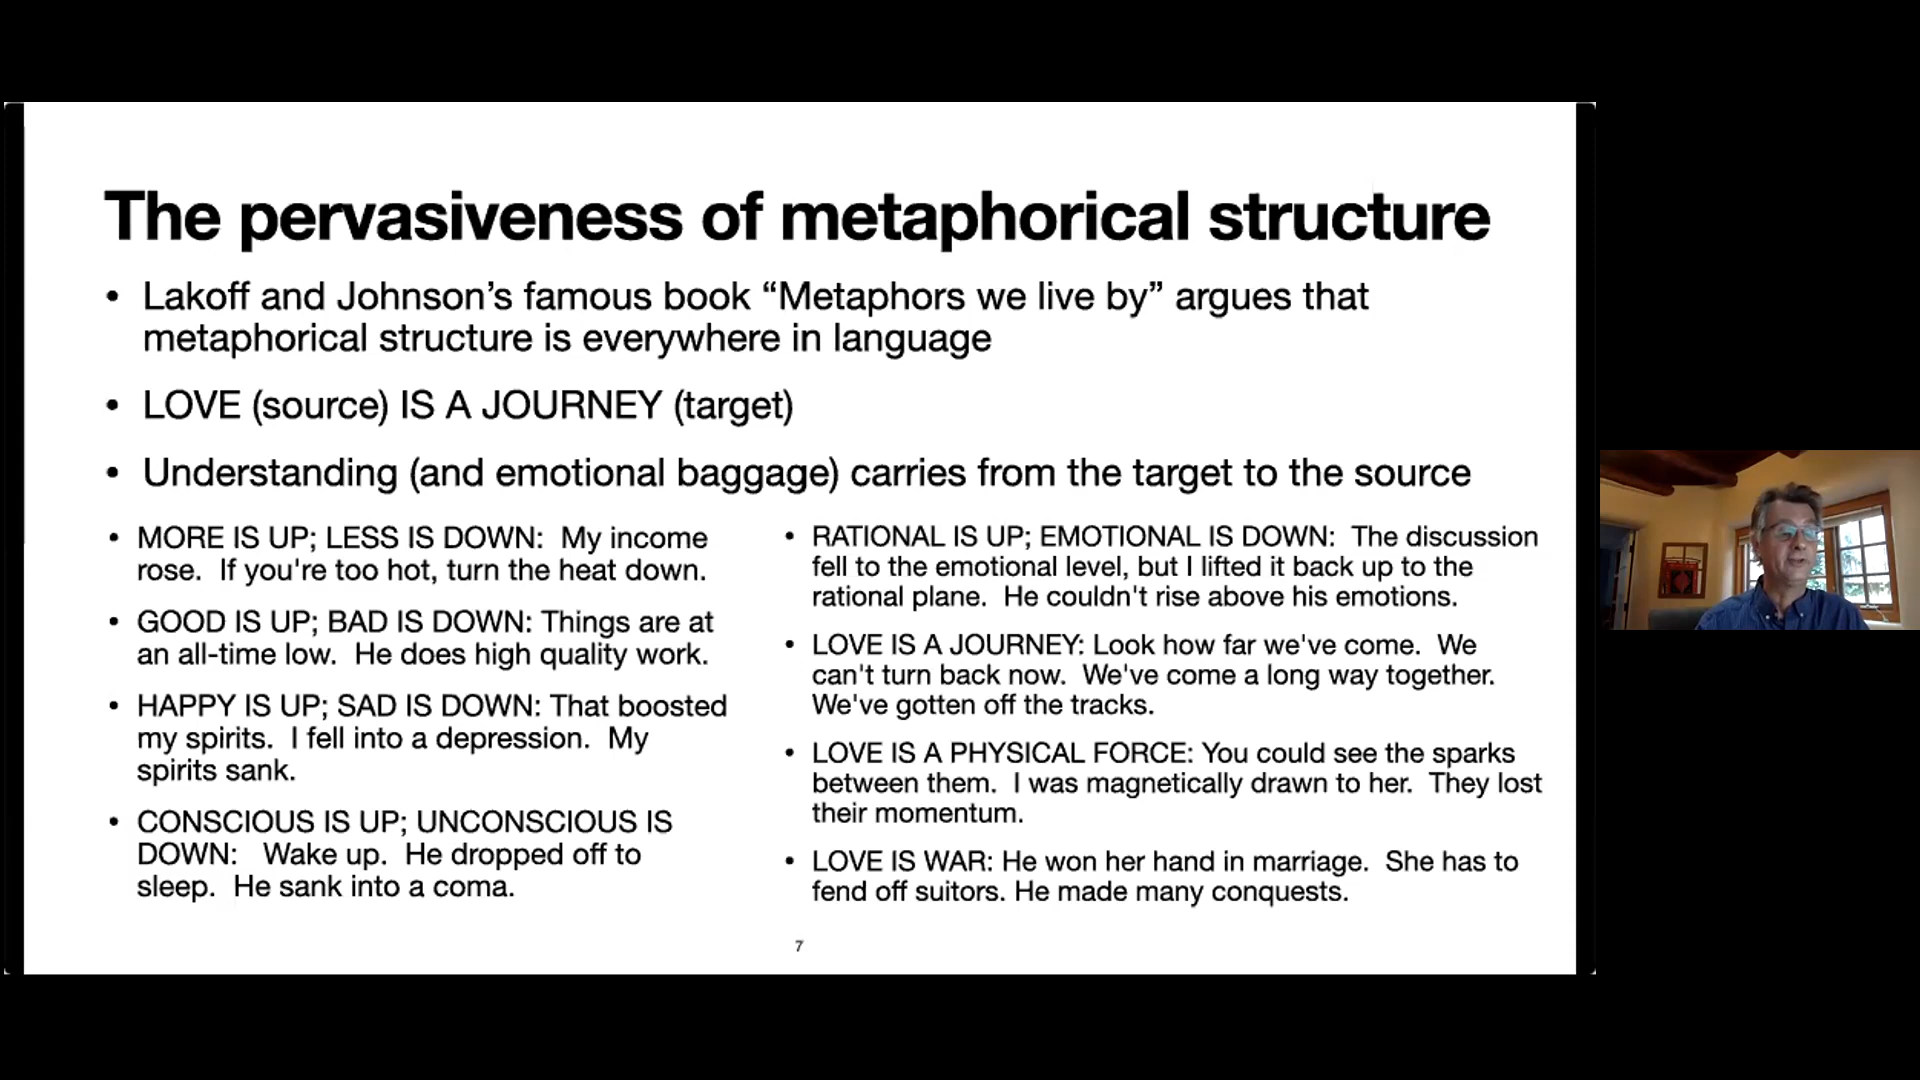 The pervasiveness of metaphorical structure
• Lakoff and Johnson’s famous book “Metaphors we live by” argues that
metaphorical structure is everywhere in language
• LOVE (source) IS A JOURNEY (target)
• Understanding (and emotional baggage) carries from the target to the source
• MORE IS UP; LESS IS DOWN:  My income
rose.  If you're too hot, turn the heat down.
• GOOD IS UP; BAD IS DOWN: Things are at
an all-time low.  He does high quality work.
• HAPPY IS UP; SAD IS DOWN: That boosted
my spirits.  I fell into a depression.  My
spirits sank.
• CONSCIOUS IS UP; UNCONSCIOUS IS
DOWN:   Wake up.  He dropped off to
sleep.  He sank into a coma.
• RATIONAL IS UP; EMOTIONAL IS DOWN:  The discussion
fell to the emotional level, but I lifted it back up to the
rational plane.  He couldn't rise above his emotions.
• LOVE IS A JOURNEY: Look how far we've come.  We
can't turn back now.  We've come a long way together.
We've gotten off the tracks.
• LOVE IS A PHYSICAL FORCE: You could see the sparks
between them.  I was magnetically drawn to her.  They lost
their momentum.
• LOVE IS WAR: He won her hand in marriage.  She has to
fend off suitors. He made many conquests.
7